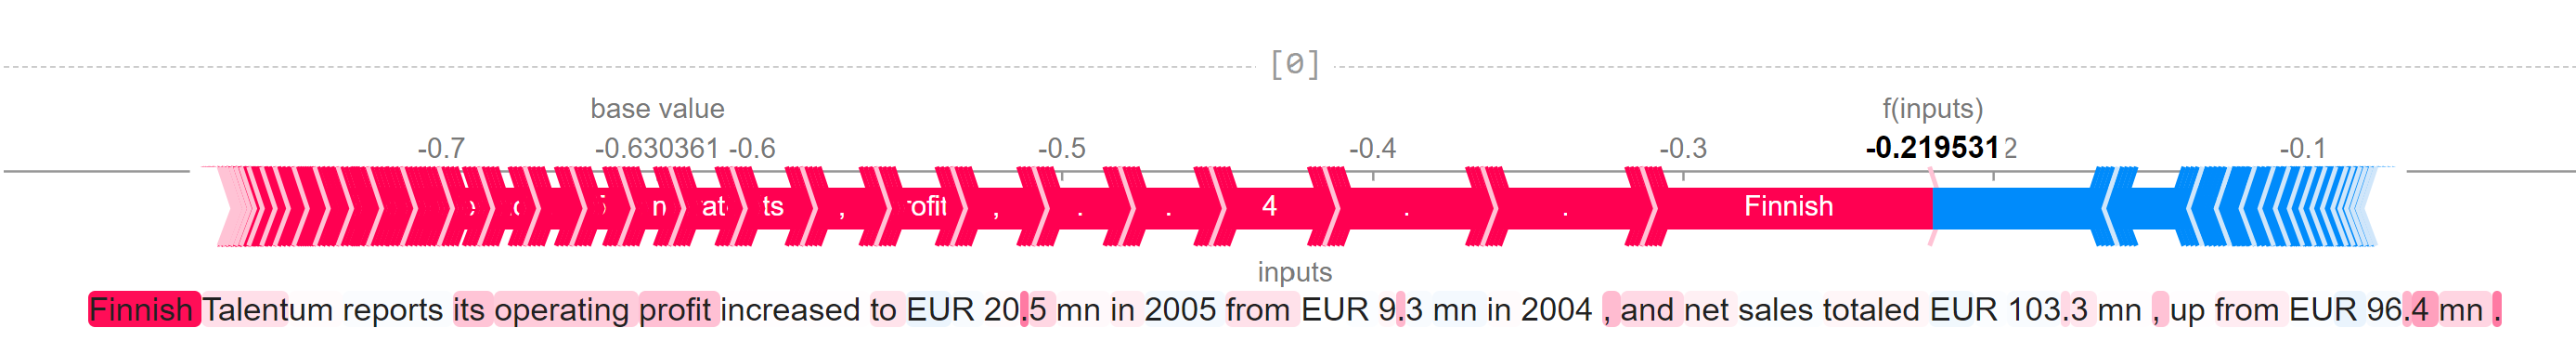 [0]
base value f(inputs)
-0.7 -0.630361 -0.6 -0.5 -0.4 -0.3 -0.219531 2 -0.1
, , . . 4 . . Finnish
inputs
Finnish Talentum reports its operating profit increased to EUR 20.5 mn in 2005 from EUR 9.3 mn in 2004 , and net sales totaled EUR 103.3 mn , up from EUR 96.4 mn .